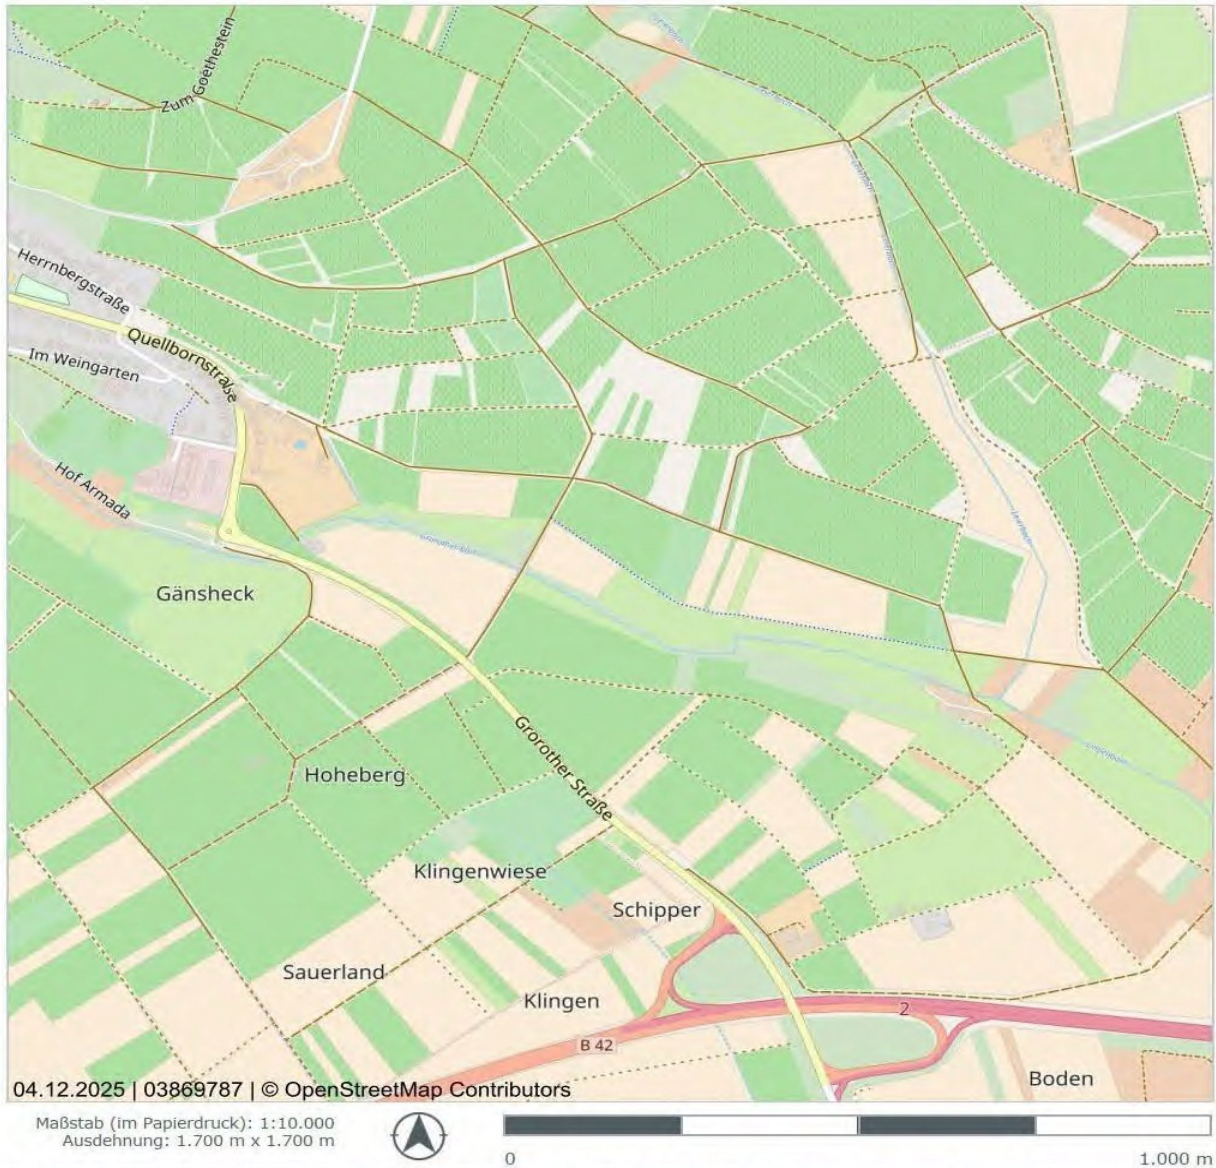 Zum Goethestein
Herrnbergstraße
Quellbornstraße
Im Weingarten
Hof Armada
Gänsheck
Grorother Straße
Hoheberg
Klingenwiese
Schipper
Sauerland
Klingen
2
B 42
Boden
04.12.2025 | 03869787 | © OpenStreetMap Contributors
Maßstab (im Papierdruck): 1:10.000
Ausdehnung: 1.700 m x 1.700 m
0
1.000 m